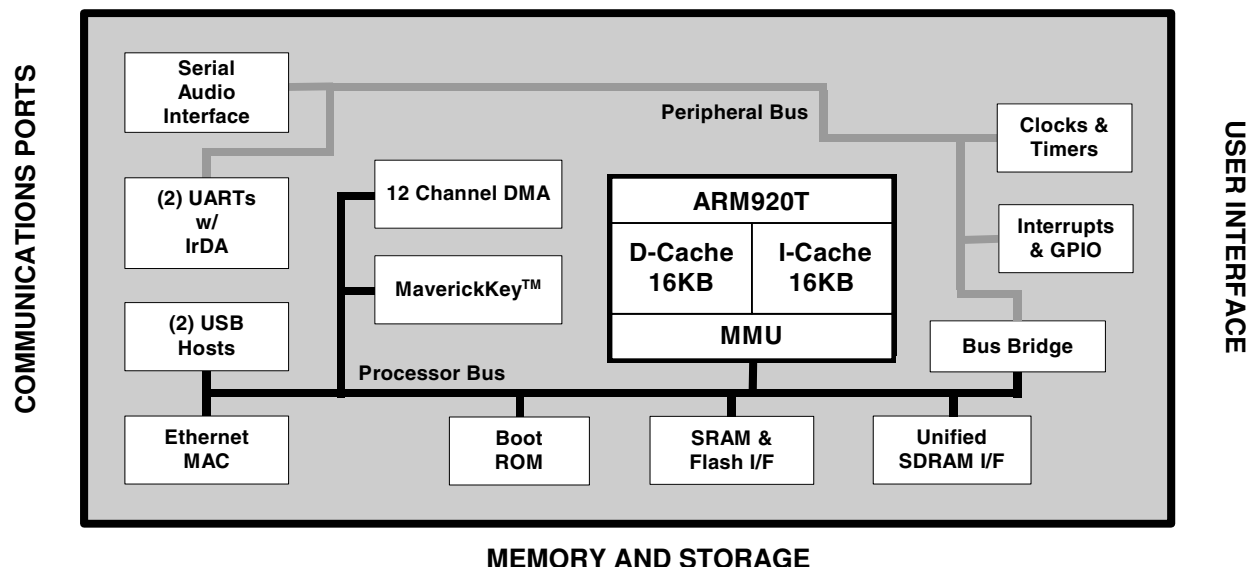 COMMUNICATIONS PORTS
Serial
Audio
Interface
Peripheral Bus
Clocks &
Timers
(2) UARTs
w/
IrDA
12 Channel DMA
ARM920T
D-Cache
16KB
I-Cache
16KB
MMU
Interrupts
& GPIO
MaverickKey™
(2) USB
Hosts
Bus Bridge
Processor Bus
Ethernet
MAC
Boot
ROM
SRAM &
Flash I/F
Unified
SDRAM I/F
USER INTERFACE
MEMORY AND STORAGE